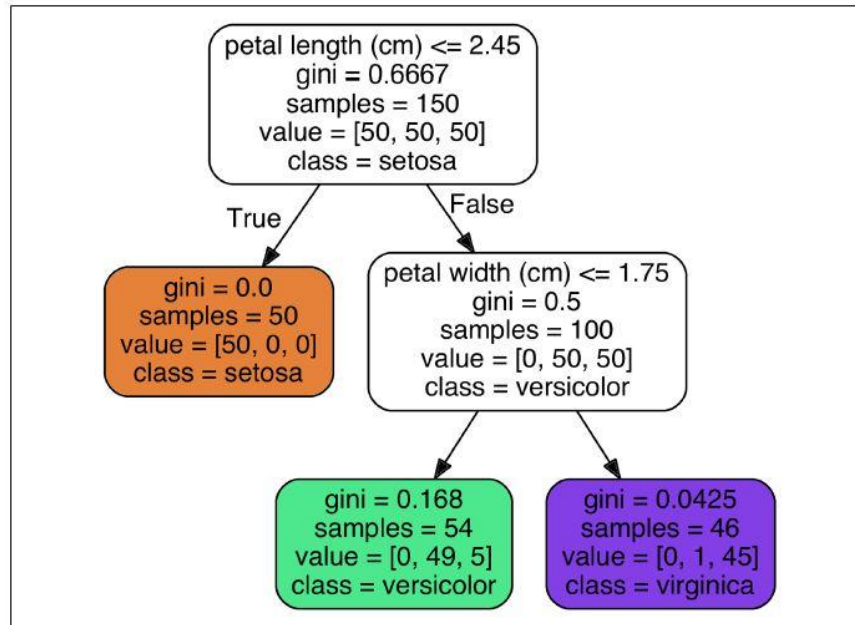 petal length (cm) <= 2.45
gini = 0.6667
samples = 150
value = [50, 50, 50]
class = setosa
True
False
gini = 0.0
samples = 50
value = [50, 0, 0]
class = setosa
petal width (cm) <= 1.75
gini = 0.5
samples = 100
value = [0, 50, 50]
class = versicolor
gini = 0.168
samples = 54
value = [0, 49, 5]
class = versicolor
gini = 0.0425
samples = 46
value = [0, 1, 45]
class = virginica